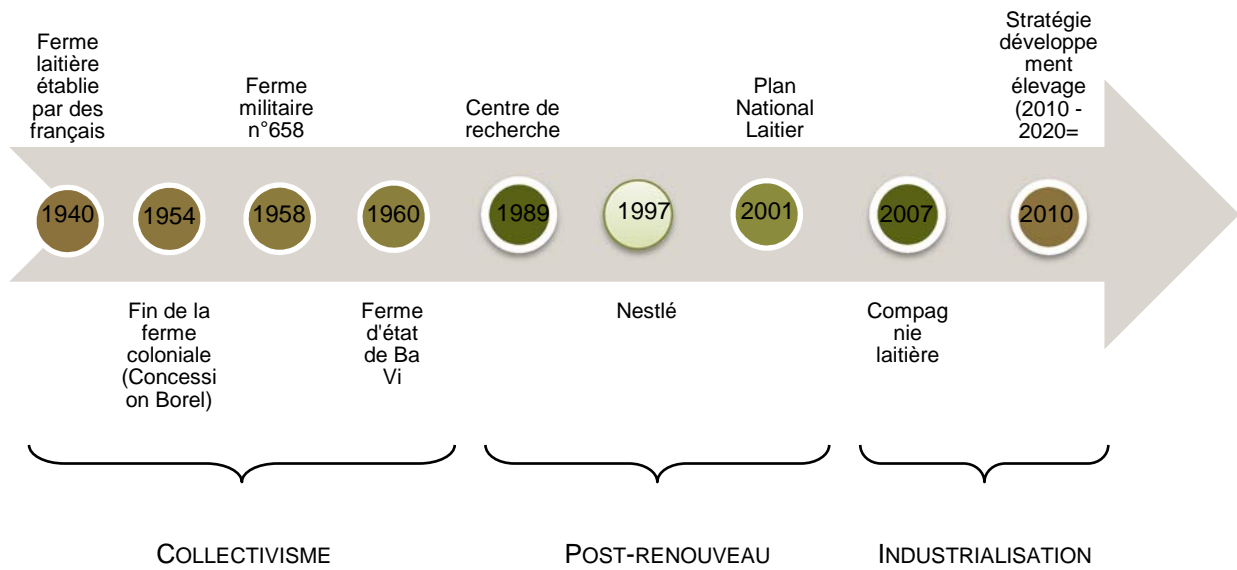 Ferme
laitière
établie
par des
français
Ferme
militaire
n°658
Centre de
recherche
Plan
National
Laitier
Stratégie
développe
ment
élevage
(2010 -
2020=
1940
1954
1958
1960
1989
1997
2001
2007
2010
Fin de la
ferme
coloniale
(Concessi
on Borel)
Ferme
d'état
de Ba
Vi
Nestlé
Compag
nie
laitière
COLLECTIVISME
POST-RENOUVEAU
INDUSTRIALISATION